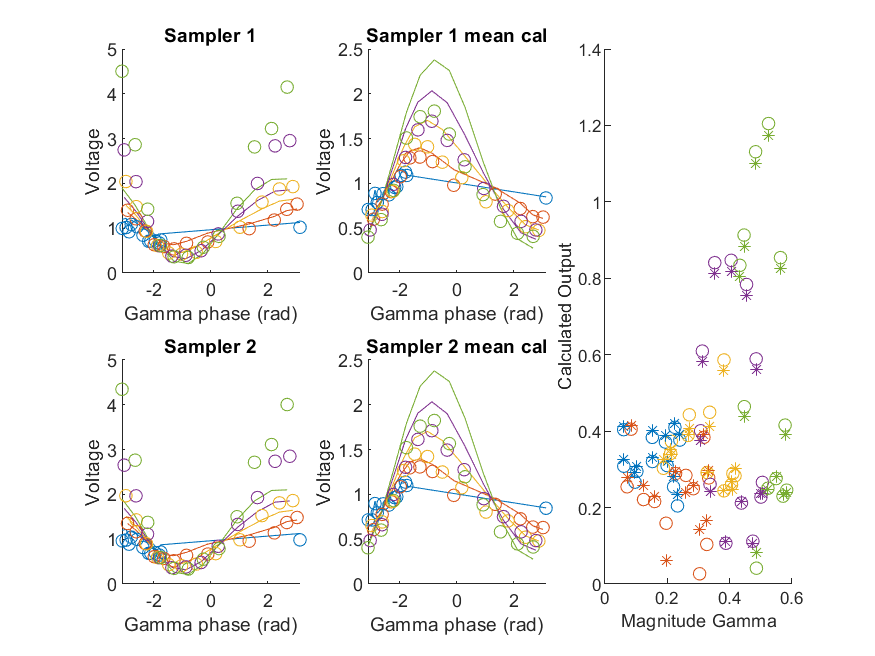 Sampler 1
5
4
3
2
1
0
Voltage
-2 0 2
Gamma phase (rad)
Sampler 1 mean cal
2.5
2
1.5
1
0.5
0
Voltage
-2 0 2
Gamma phase (rad)
Sampler 2
5
4
3
2
1
0
Voltage
-2 0 2
Gamma phase (rad)
Sampler 2 mean cal
2.5
2
1.5
1
0.5
0
Voltage
-2 0 2
Gamma phase (rad)
1.4
1.2
1
0.8
0.6
0.4
0.2
0
Calculated Output
0 0.2 0.4 0.6
Magnitude Gamma